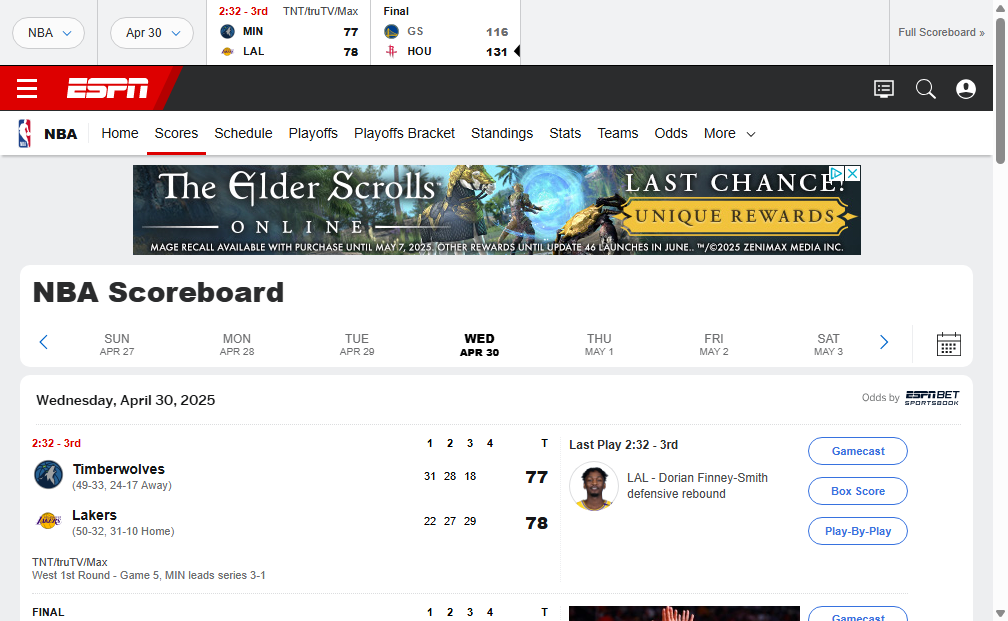 NBA
Apr 30
2:32 - 3rd TNT/truTV/Max
MIN 77
LAL 78
Final
GS 116
HOU 131
Full Scoreboard »
ESPN
NBA Home Scores Schedule Playoffs Playoffs Bracket Standings Stats Teams Odds More
The Elder Scrolls
ONLINE
LAST CHANCE!
UNIQUE REWARDS
MAGE RECALL AVAILABLE WITH PURCHASE UNTIL MAY 7, 2025. OTHER REWARDS UNTIL UPDATE 46 LAUNCHES IN JUNE.. ™/©2025 ZENIMAX MEDIA INC.
NBA Scoreboard
SUN MON TUE WED THU FRI SAT
APR 27 APR 28 APR 29 APR 30 MAY 1 MAY 2 MAY 3
Wednesday, April 30, 2025
Odds by ESPN BET
SPORTSBOOK
2:32 - 3rd 1 2 3 4 T
Timberwolves 31 28 18 77
(49-33, 24-17 Away)
Lakers 22 27 29 78
(50-32, 31-10 Home)
TNT/truTV/Max
West 1st Round - Game 5, MIN leads series 3-1
Last Play 2:32 - 3rd
LAL - Dorian Finney-Smith
defensive rebound
Gamecast
Box Score
Play-By-Play
FINAL 1 2 3 4 T
Gamecast